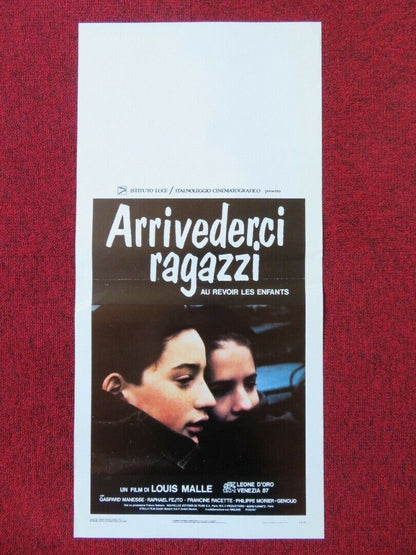 ISTITUTO LUCE / ITALNOLEGGIO CINEMATOGRAFICO presenta
Arrivederci
ragazzi
AU REVOIR LES ENFANTS
UN FILM DI LOUIS MALLE
LEONE D'ORO
VENEZIA 87
con GASPARD MANESSE - RAPHAEL FEJTO - FRANCINE RACETTE - PHILIPPE MORIER - GENOUD